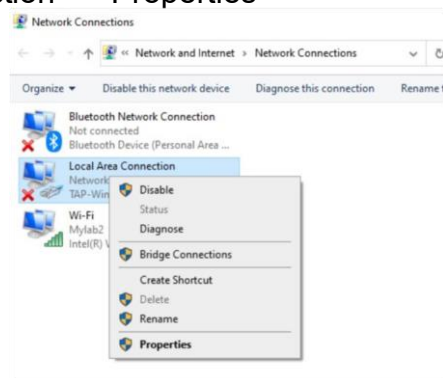 Properties
Network Connections
« Network and Internet > Network Connections
Organize
Disable this network device
Diagnose this connection
Rename
Bluetooth Network Connection
Not connected
Bluetooth Device (Personal Area ...
Local Area Connection
Network
TAP-Win
Wi-Fi
Mylab2
Intel(R)
Disable
Status
Diagnose
Bridge Connections
Create Shortcut
Delete
Rename
Properties